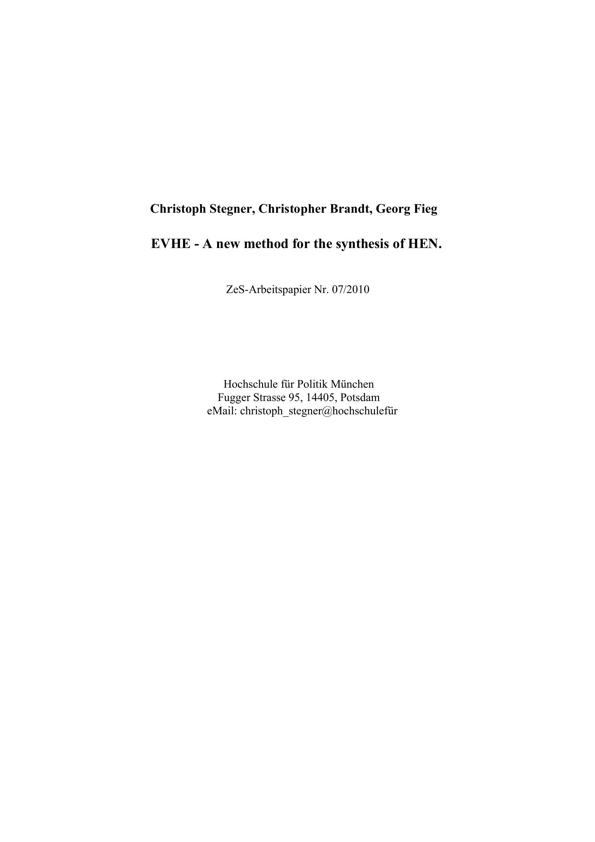 Christoph Stegner, Christopher Brandt, Georg Fieg
EVHE - A new method for the synthesis of HEN.
ZeS-Arbeitspapier Nr. 07/2010
Hochschule für Politik München
Fugger Strasse 95, 14405, Potsdam
eMail: christoph_stegner@hochschulefür